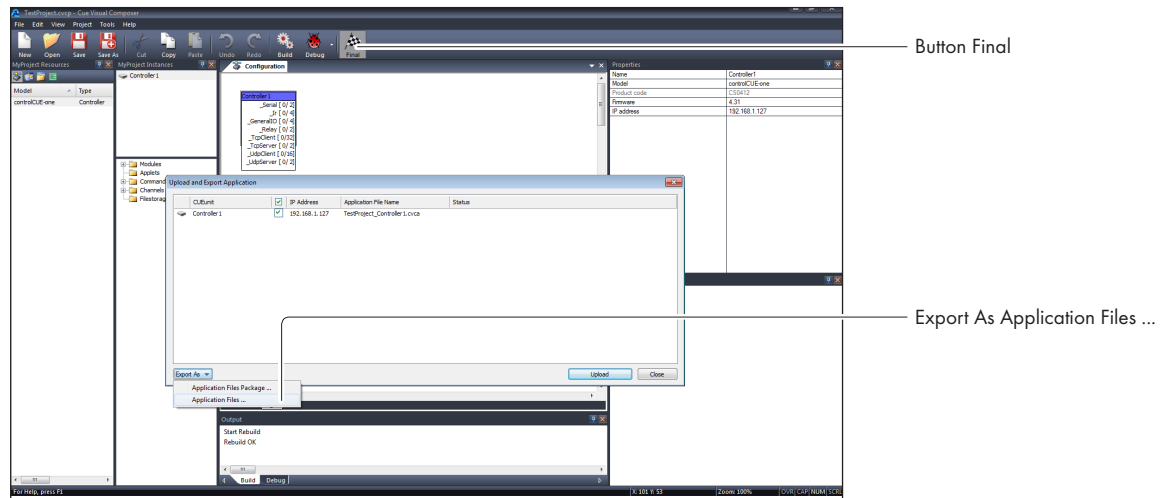 TestProject.cvcp - Cue Visual Composer
File Edit View Project Tools Help
New Open Save Save As Cut Copy Paste Undo Redo Build Debug Final
Button Final
MyProject Resources
MyProject Instances
Configuration
Properties
Model Type
controlCUE-one Controller
Controller1
Name Controller1
Model controlCUE-one
Product code CS0412
Firmware 4.31
IP address 192.168.1.127
Controller1
_Serial [ 0/ 2]
_Ir [ 0/ 4]
_GeneralIO [ 0/ 4]
_Relay [ 0/ 2]
_TcpClient [ 0/32]
_TcpServer [ 0/ 2]
_UdpClient [ 0/16]
_UdpServer [ 0/ 2]
Modules
Applets
Command
Channels
Filestorag
Upload and Export Application
CUEunit IP Address Application File Name Status
Controller1 192.168.1.127 TestProject_Controller1.cvca
Export As Application Files ...
Export As Upload Close
Application Files Package ...
Application Files ...
Output
Start Rebuild
Rebuild OK
Build Debug
For Help, press F1 X: 101 Y: 53 Zoom: 100% OVR CAP NUM SCRL